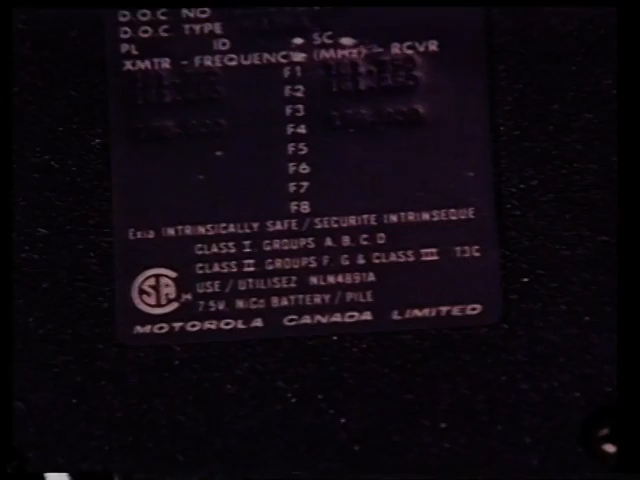 D.O.C. NO
D.O.C. TYPE
PL ID SC
XMTR - FREQUENCY (MHz) - RCVR
F1
F2
F3
F4
F5
F6
F7
F8
Exia INTRINSICALLY SAFE / SECURITE INTRINSEQUE
CLASS I GROUPS A, B, C, D
CLASS II GROUPS F, G & CLASS III T3C
USE / UTILISEZ NLN4891A
7.5V. NiCd BATTERY / PILE
SA
MOTOROLA CANADA LIMITED